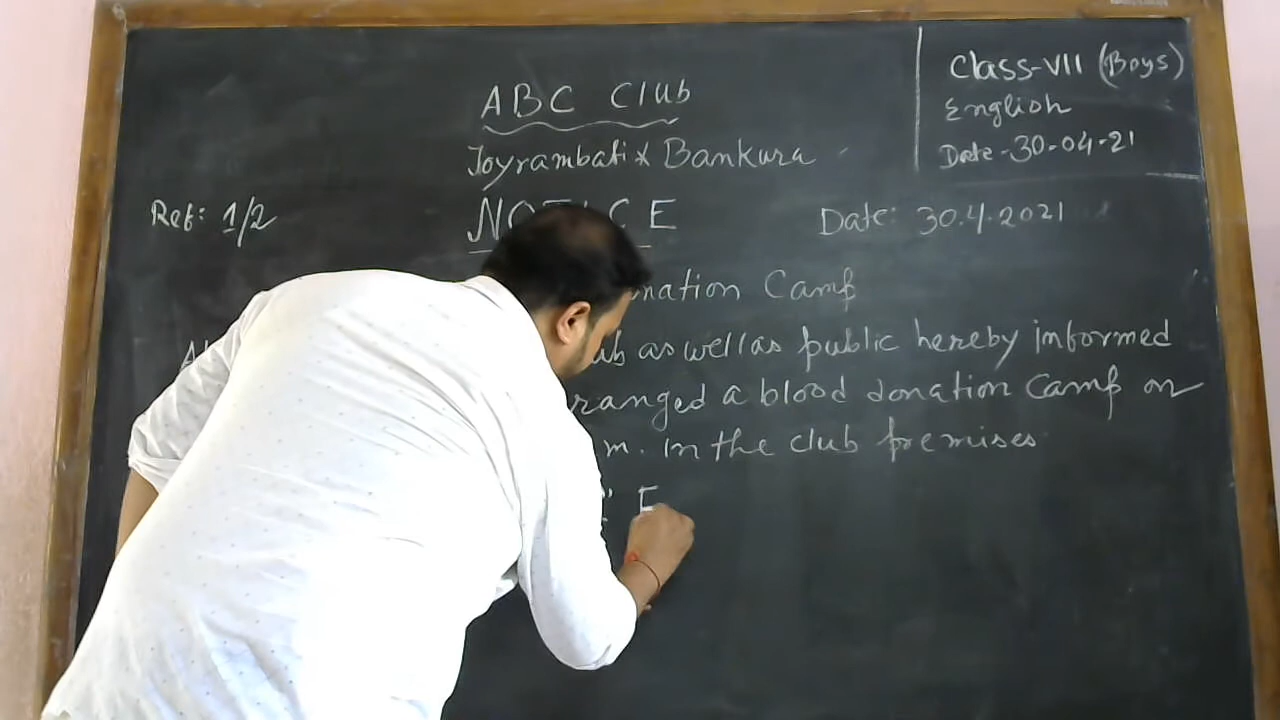 ABC Club
Class-VII (Boys)
English
Date-30-04-21
Joyrambati * Bankura
NOTICE
Ref: 1/2
Date: 30.4.2021
nation Camp
ub as well as public hereby informed
ranged a blood donation Camp on
m. in the club premises